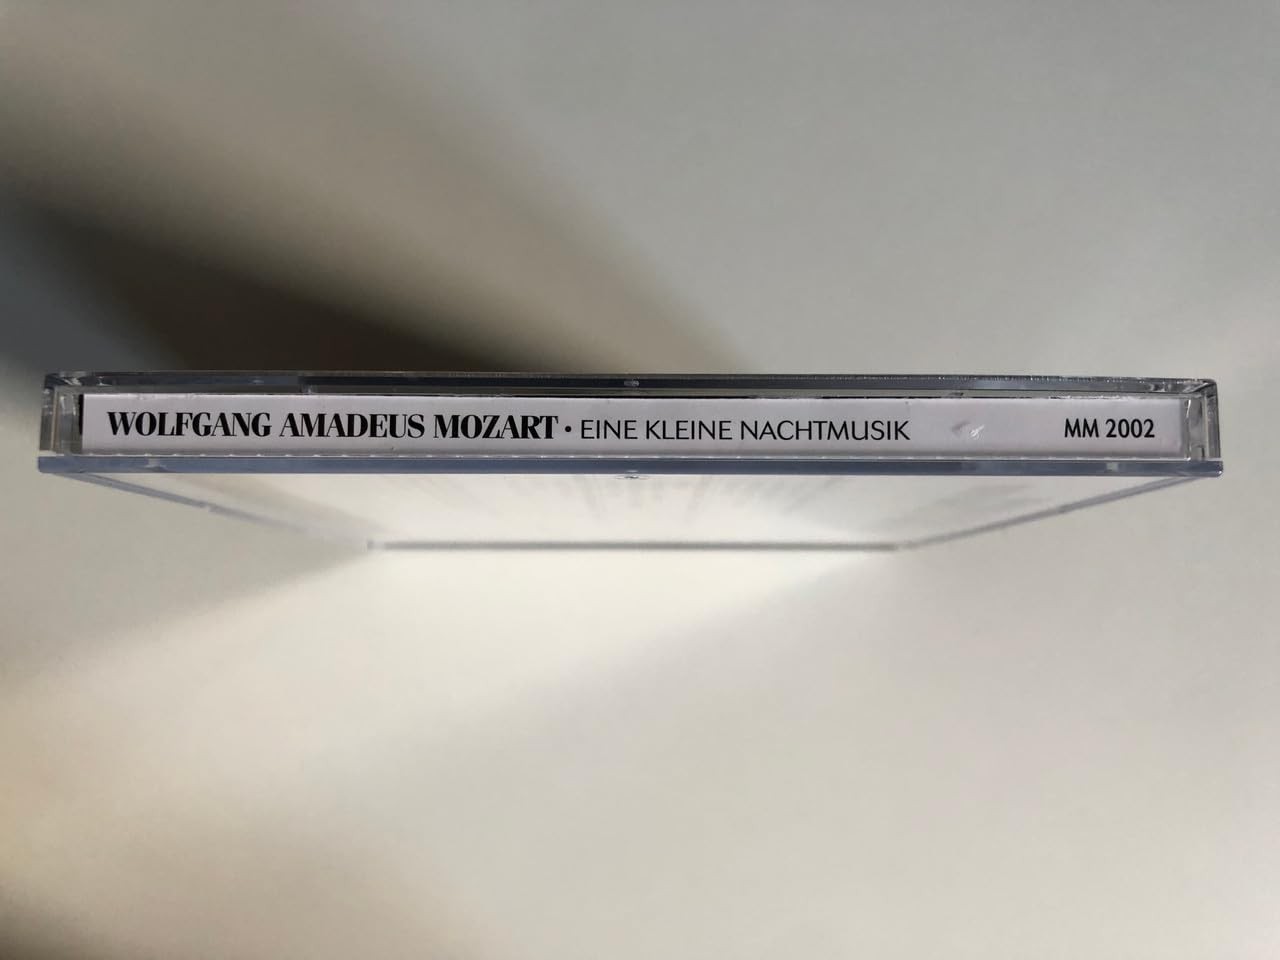 WOLFGANG AMADEUS MOZART • EINE KLEINE NACHTMUSIK MM 2002